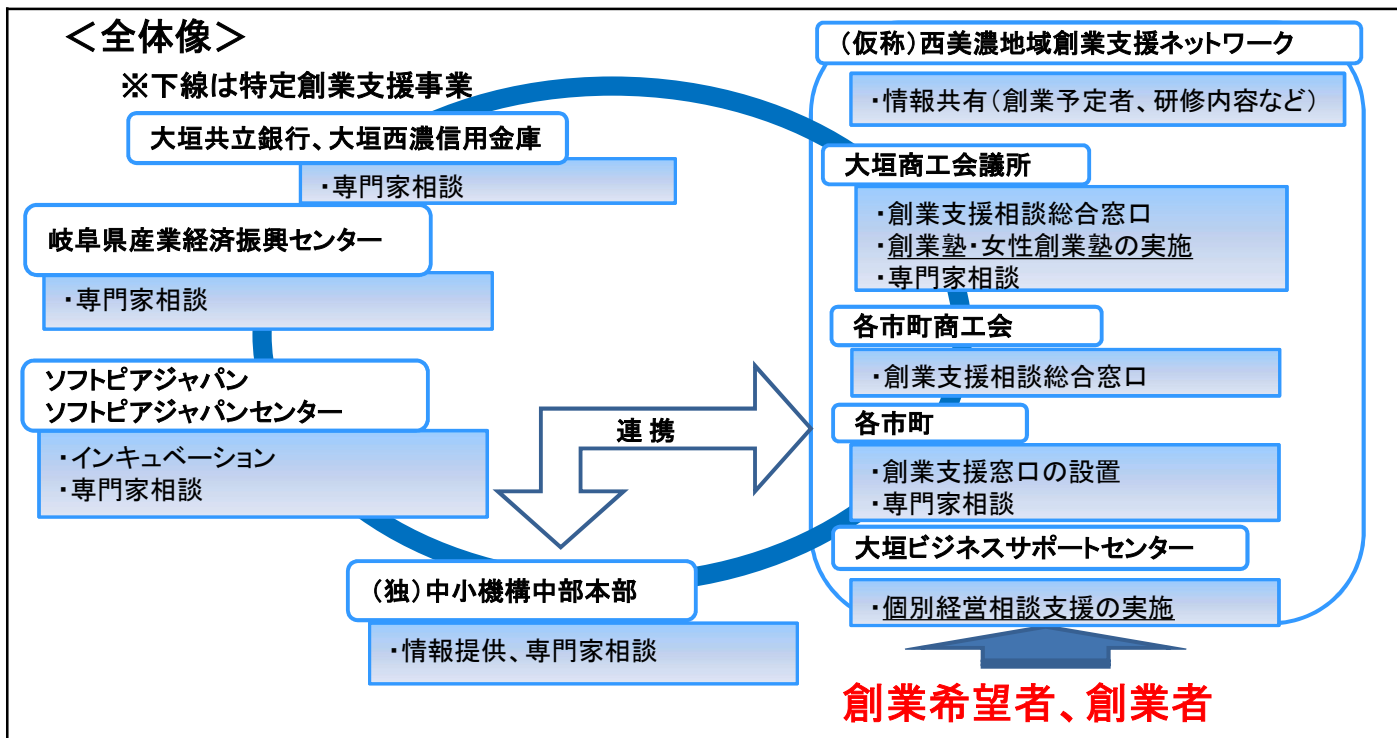 ＜全体像＞
※下線は特定創業支援事業
大垣共立銀行、大垣西濃信用金庫
・専門家相談
岐阜県産業経済振興センター
・専門家相談
ソフトピアジャパン
ソフトピアジャパンセンター
・インキュベーション
・専門家相談
連 携
（独）中小機構中部本部
・情報提供、専門家相談
（仮称）西美濃地域創業支援ネットワーク
・情報共有（創業予定者、研修内容など）
大垣商工会議所
・創業支援相談総合窓口
・創業塾・女性創業塾の実施
・専門家相談
各市町商工会
・創業支援相談総合窓口
各市町
・創業支援窓口の設置
・専門家相談
大垣ビジネスサポートセンター
・個別経営相談支援の実施
創業希望者、創業者